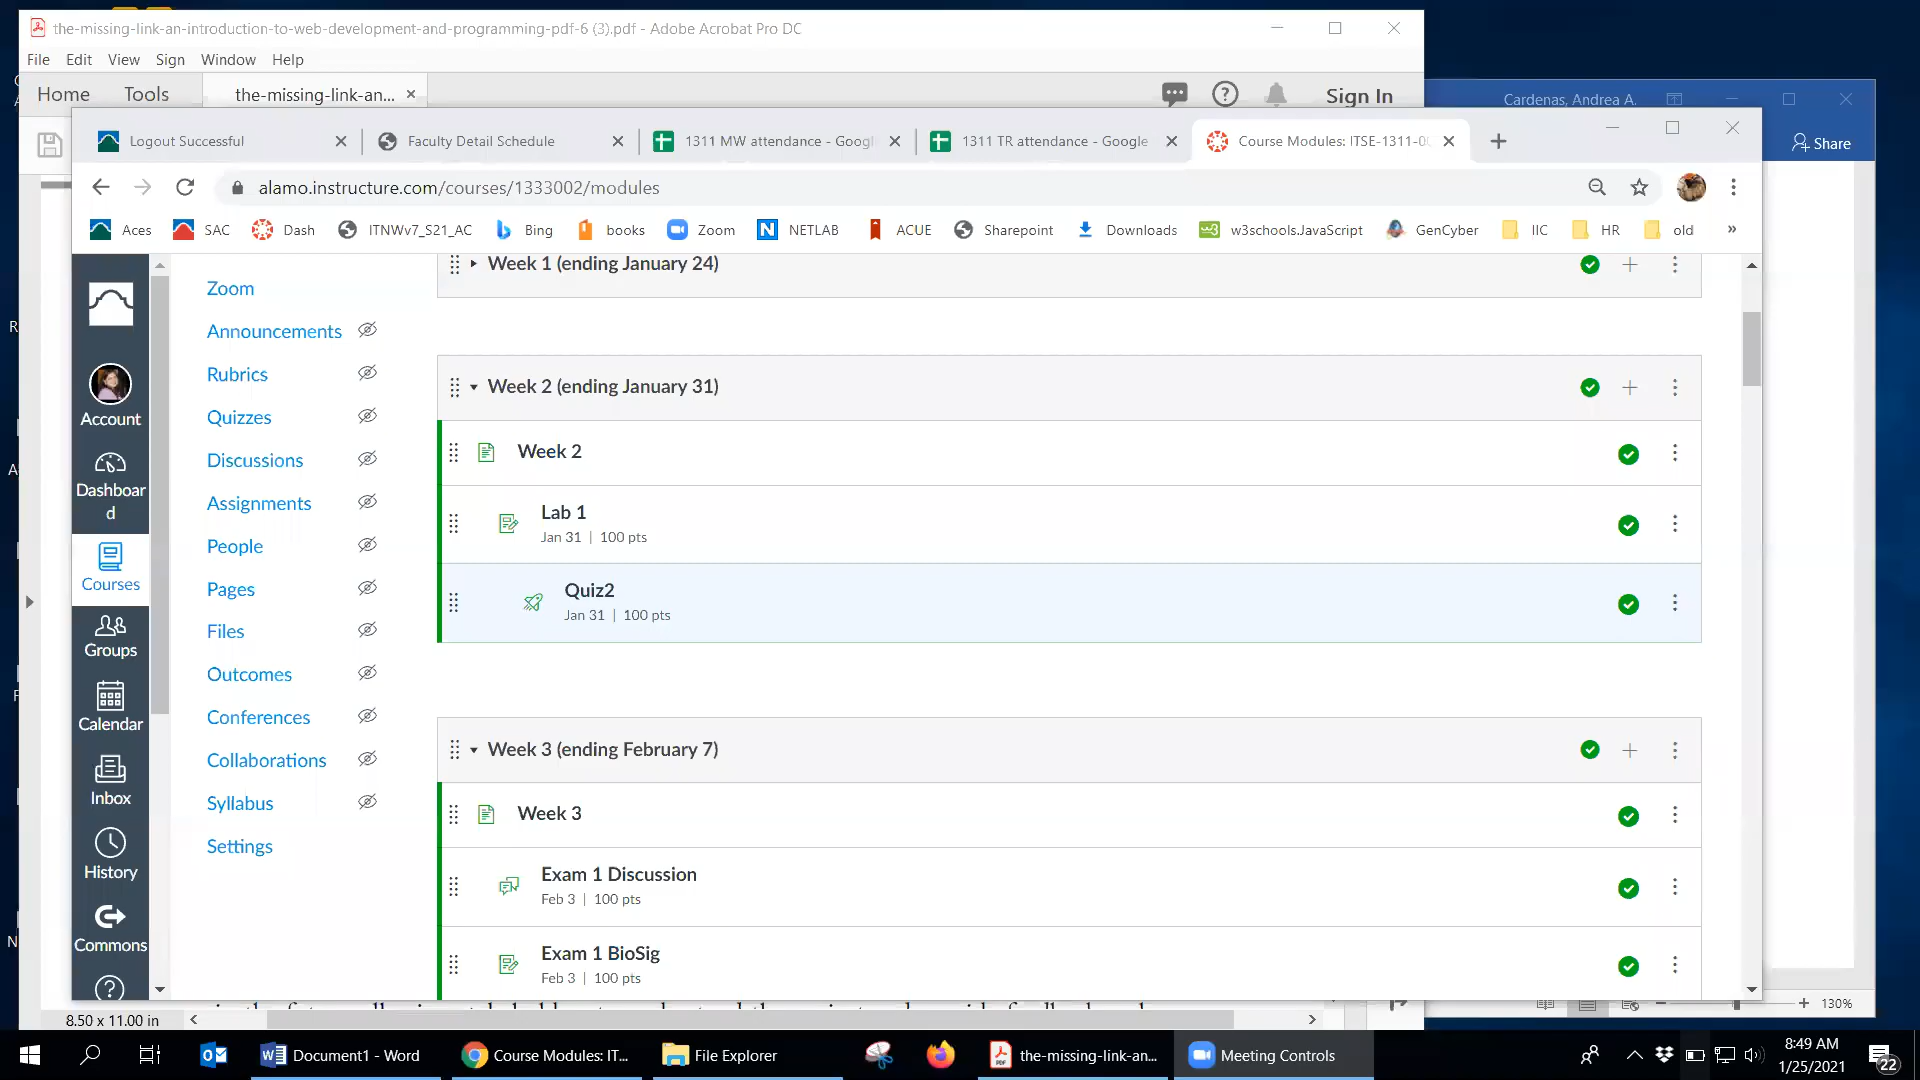 the-missing-link-an-introduction-to-web-development-and-programming-pdf-6 (3).pdf - Adobe Acrobat Pro DC
File Edit View Sign Window Help
Home Tools the-missing-link-an... × Sign In
Cardenas, Andrea A.
Share
Logout Successful
Faculty Detail Schedule
1311 MW attendance - Googl
1311 TR attendance - Google
Course Modules: ITSE-1311-00
alamo.instructure.com/courses/1333002/modules
Aces SAC Dash ITNWv7_S21_AC Bing books Zoom NETLAB ACUE Sharepoint Downloads w3schools.JavaScript GenCyber IIC HR old »
Account
Dashboar
d
Courses
Groups
Calendar
Inbox
History
Commons
Zoom
Announcements
Rubrics
Quizzes
Discussions
Assignments
People
Pages
Files
Outcomes
Conferences
Collaborations
Syllabus
Settings
Week 1 (ending January 24)
Week 2 (ending January 31)
Week 2
Lab 1
Jan 31 | 100 pts
Quiz2
Jan 31 | 100 pts
Week 3 (ending February 7)
Week 3
Exam 1 Discussion
Feb 3 | 100 pts
Exam 1 BioSig
Feb 3 | 100 pts
8.50 x 11.00 in
130%
Document1 - Word
Course Modules: IT...
File Explorer
the-missing-link-an...
Meeting Controls
8:49 AM
1/25/2021
22